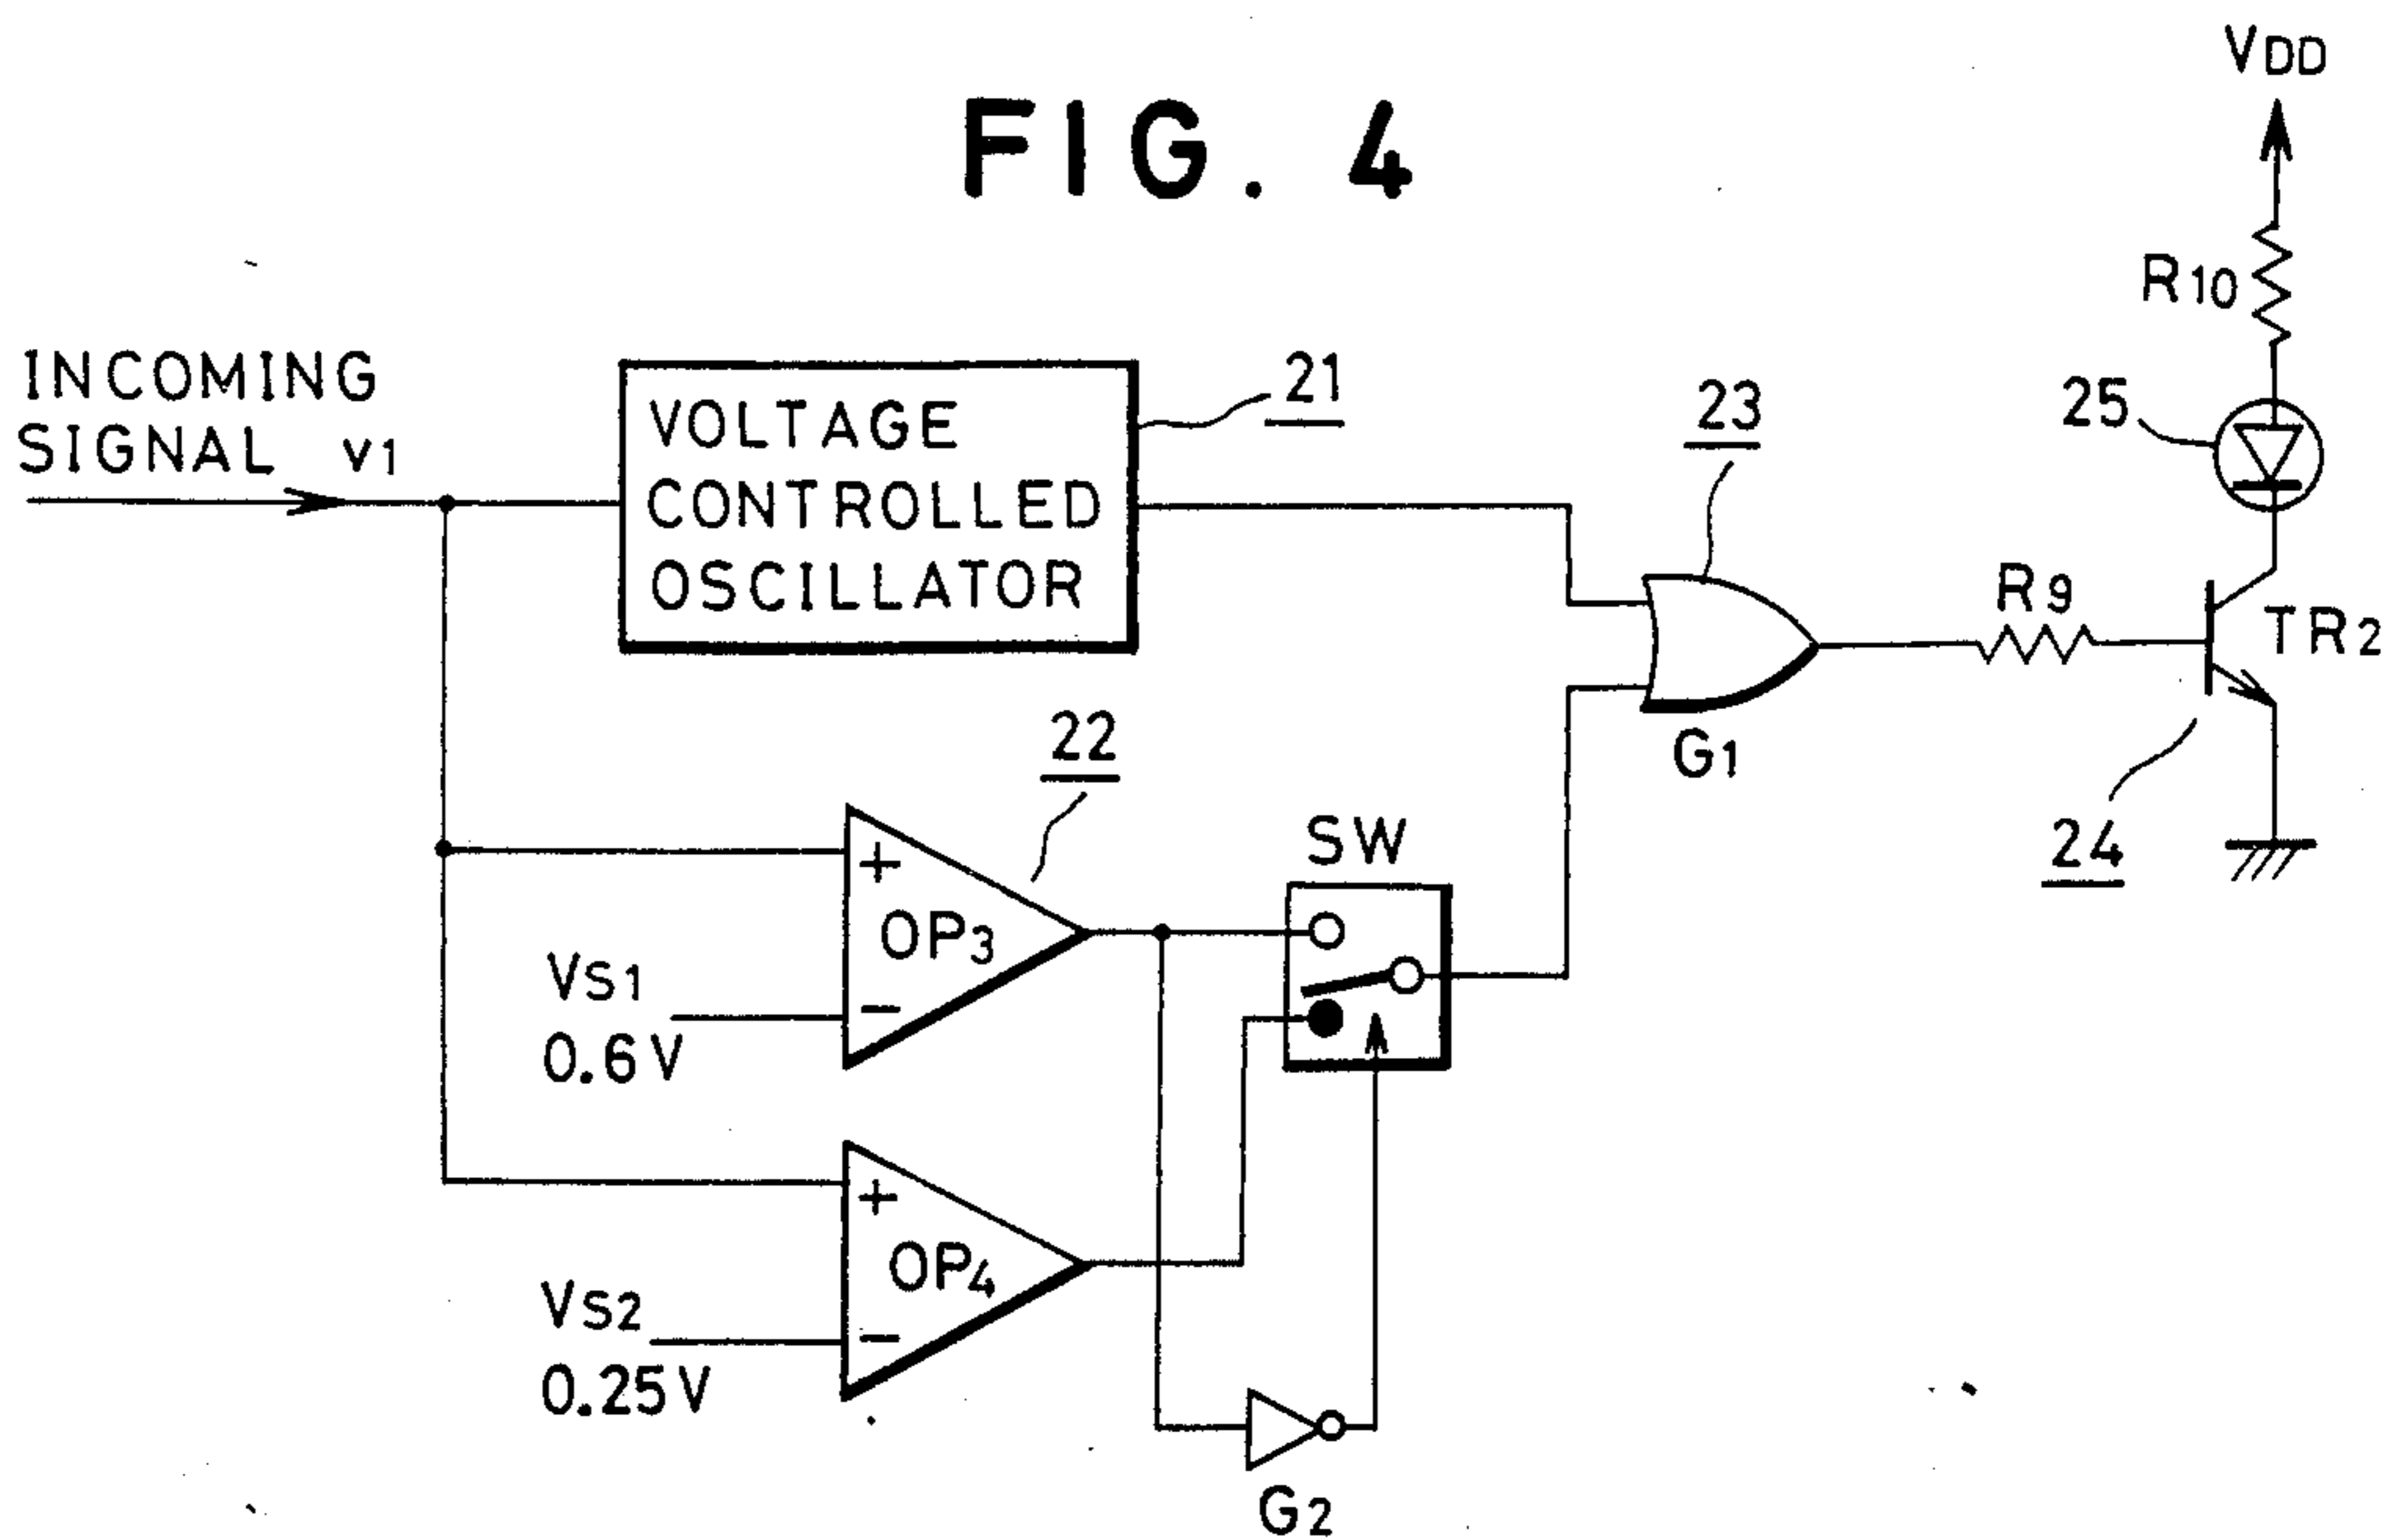 FIG. 4
VDD
R10
INCOMING
SIGNAL v1
VOLTAGE
CONTROLLED
OSCILLATOR
21
23
25
R9
TR2
G1
24
22
+
OP3
-
VS1
0.6V
SW
+
OP4
-
VS2
0.25V
G2